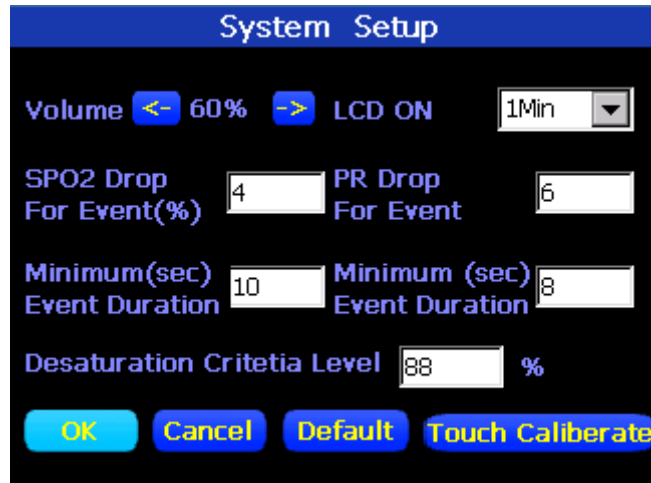 System Setup
Volume <- 60% -> LCD ON 1Min
SPO2 Drop
For Event(%) 4 PR Drop
For Event 6
Minimum(sec)
Event Duration 10 Minimum (sec)
Event Duration 8
Desaturation Critetia Level 88 %
OK Cancel Default Touch Caliberate